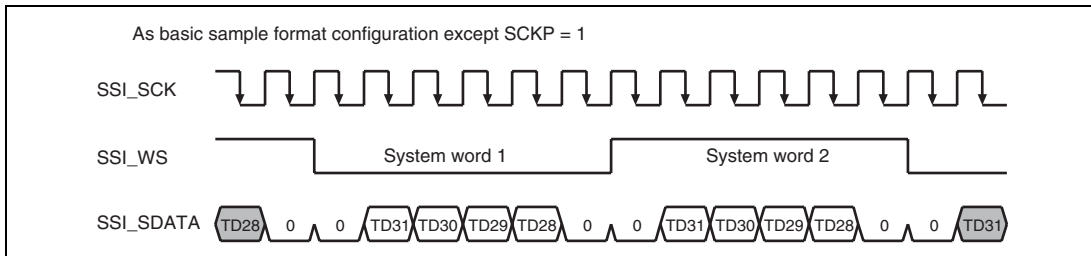 As basic sample format configuration except SCKP = 1
SSI_SCK
SSI_WS System word 1 System word 2
SSI_SDATA TD28 0 0 TD31 TD30 TD29 TD28 0 0 TD31 TD30 TD29 TD28 0 0 TD31